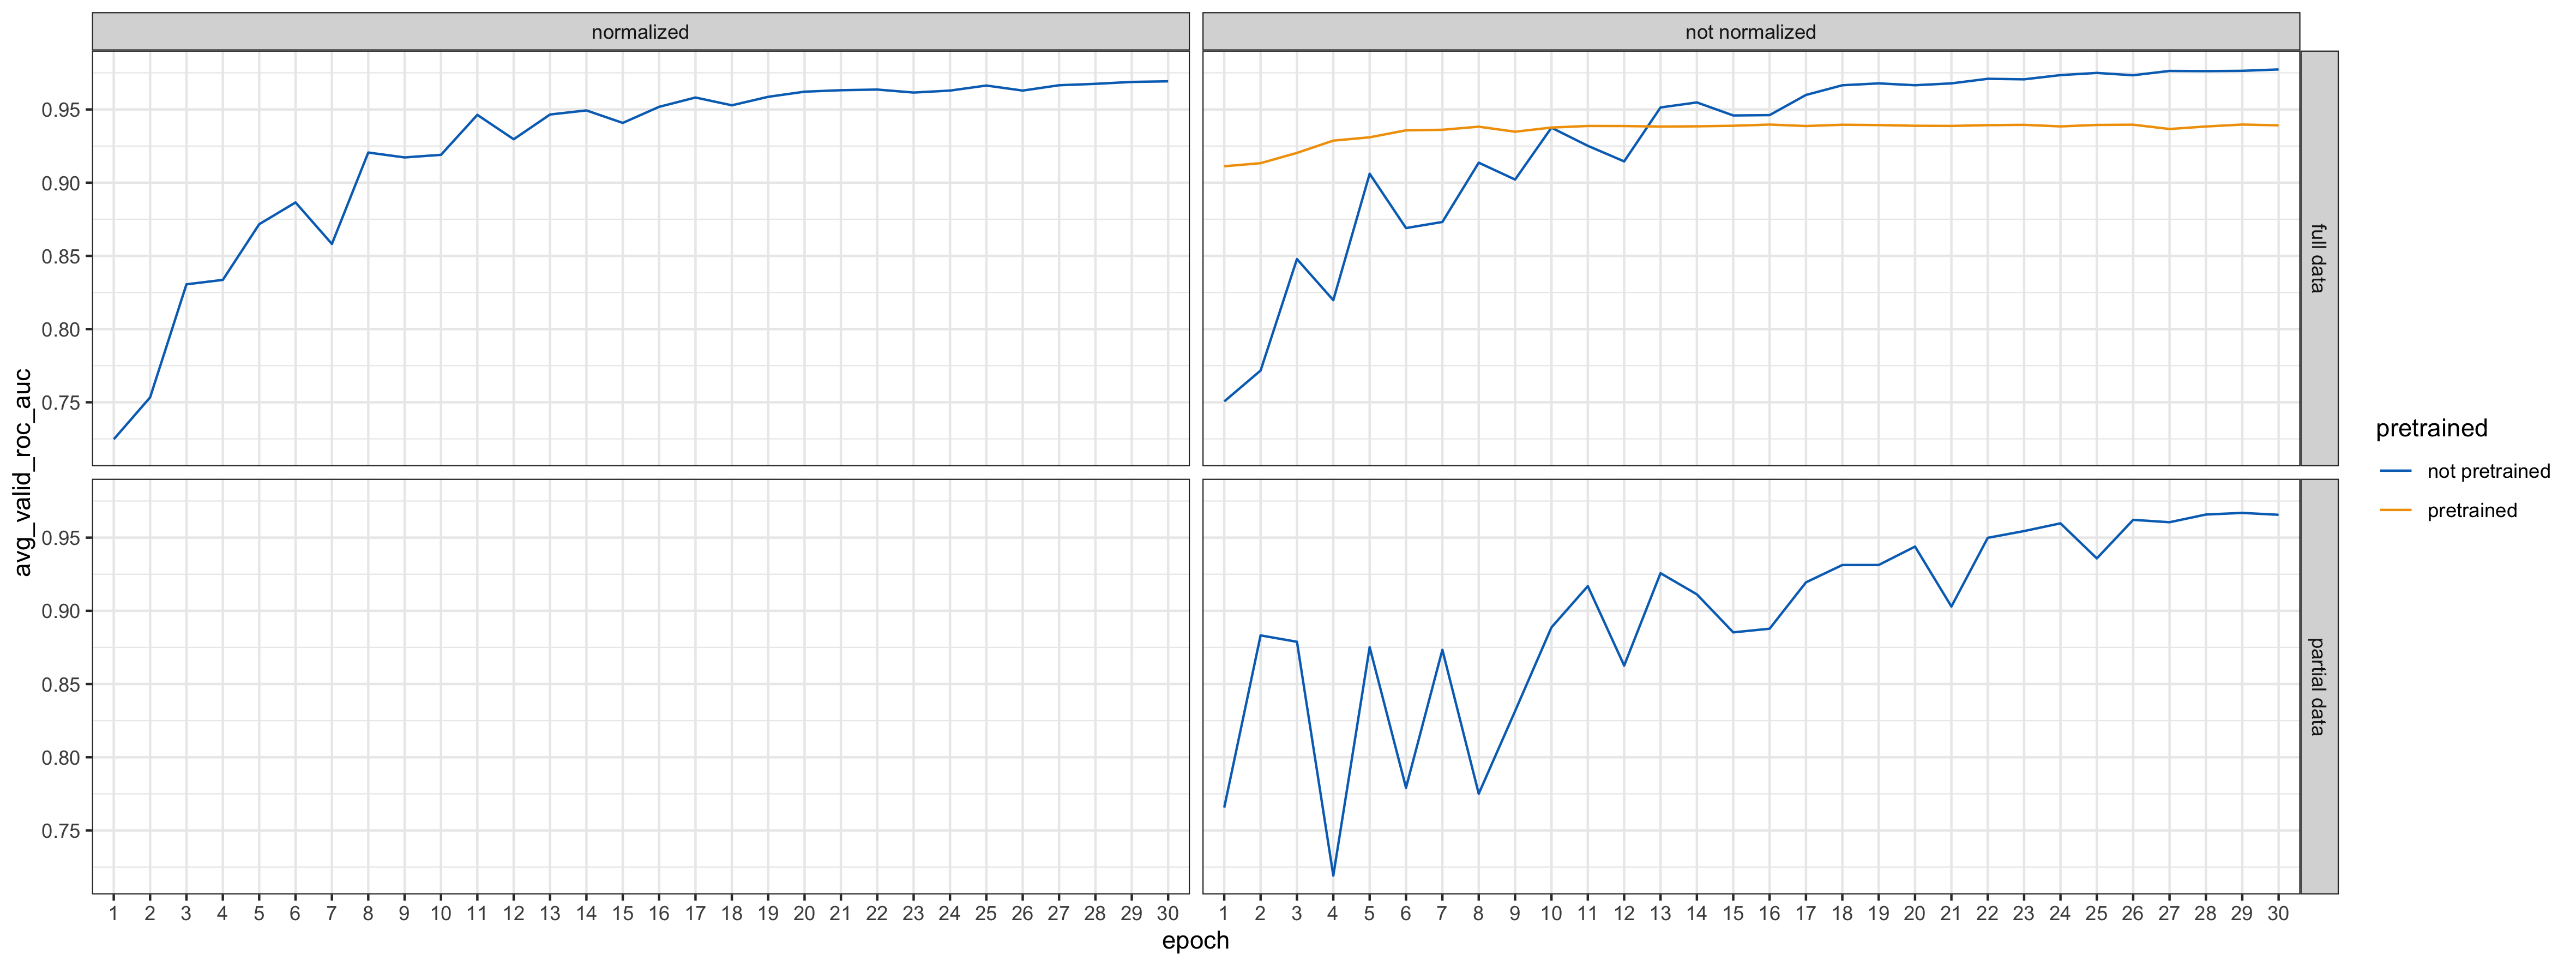 normalized
not normalized
0.95
0.90
0.85
0.80
0.75
full data
0.95
0.90
0.85
0.80
0.75
partial data
avg_valid_roc_auc
1 2 3 4 5 6 7 8 9 10 11 12 13 14 15 16 17 18 19 20 21 22 23 24 25 26 27 28 29 30
1 2 3 4 5 6 7 8 9 10 11 12 13 14 15 16 17 18 19 20 21 22 23 24 25 26 27 28 29 30
epoch
pretrained
not pretrained
pretrained